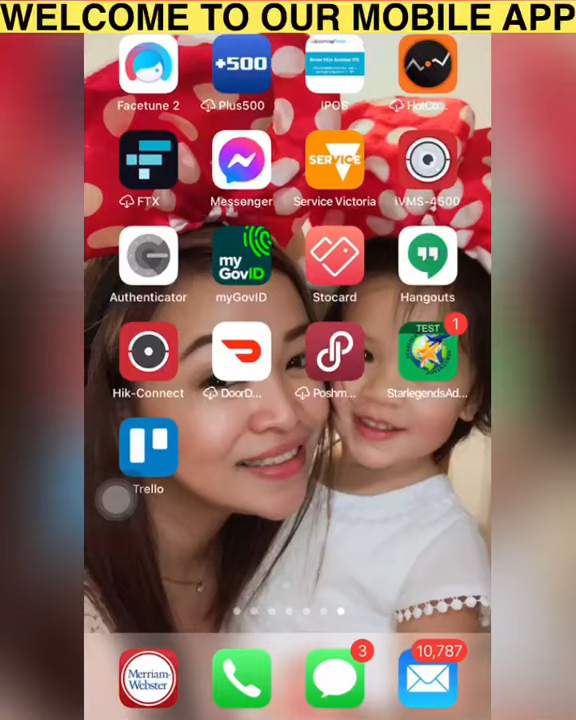 WELCOME TO OUR MOBILE APP
+500
Facetune 2 Plus500 IPOS HotCo...
SERVICE
FTX Messenger Service Victoria iVMS-4500
my
GovID
Authenticator myGovID Stocard Hangouts
TEST 1
Hik-Connect DoorD... Poshm... StarlegendsAd...
Trello
3 10,787
Merriam-
Webster